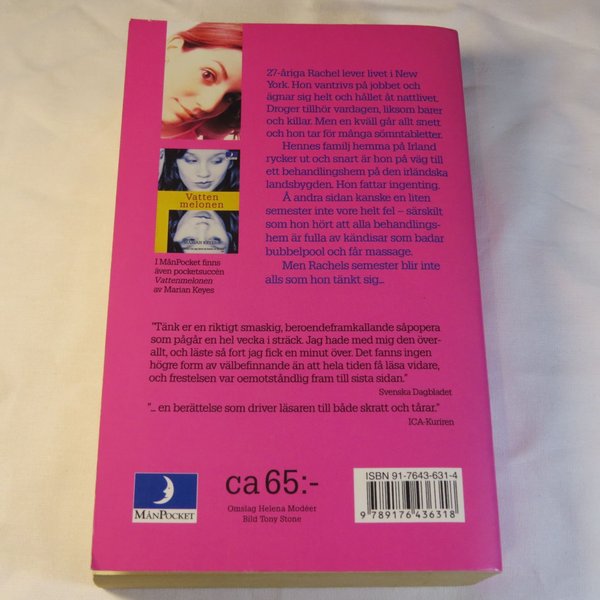 27-åriga Rachel lever livet i New
York. Hon vantrivs på jobbet och
ägnar sig helt och hållet åt nattlivet.
Droger tillhör vardagen, liksom barer
och killar. Men en kväll går allt snett
och hon tar för många sömntabletter.
Hennes familj hemma på Irland
rycker ut och snart är hon på väg till
ett behandlingshem på den irländska
landsbygden. Hon fattar ingenting.
Å andra sidan kanske en liten
semester inte vore helt fel – särskilt
som hon hört att alla behandlings-
hem är fulla av kändisar som badar
bubbelpool och får massage.
Men Rachels semester blir inte
alls som hon tänkt sig...
Vatten
melonen
MARIAN KEYES
I MånPocket finns
även pocketsuccén
Vattenmelonen
av Marian Keyes
"Tänk er en riktigt smaskig, beroendeframkallande såpopera
som pågår en hel vecka i sträck. Jag hade med mig den över-
allt, och läste så fort jag fick en minut över. Det fanns ingen
högre form av välbefinnande än att hela tiden få läsa vidare,
och frestelsen var oemotståndlig fram till sista sidan."
Svenska Dagbladet
"... en berättelse som driver läsaren till både skratt och tårar."
ICA-Kuriren
MÅNPOCKET
ca 65:-
Omslag Helena Modéer
Bild Tony Stone
ISBN 91-7643-631-4
9 789176 436318